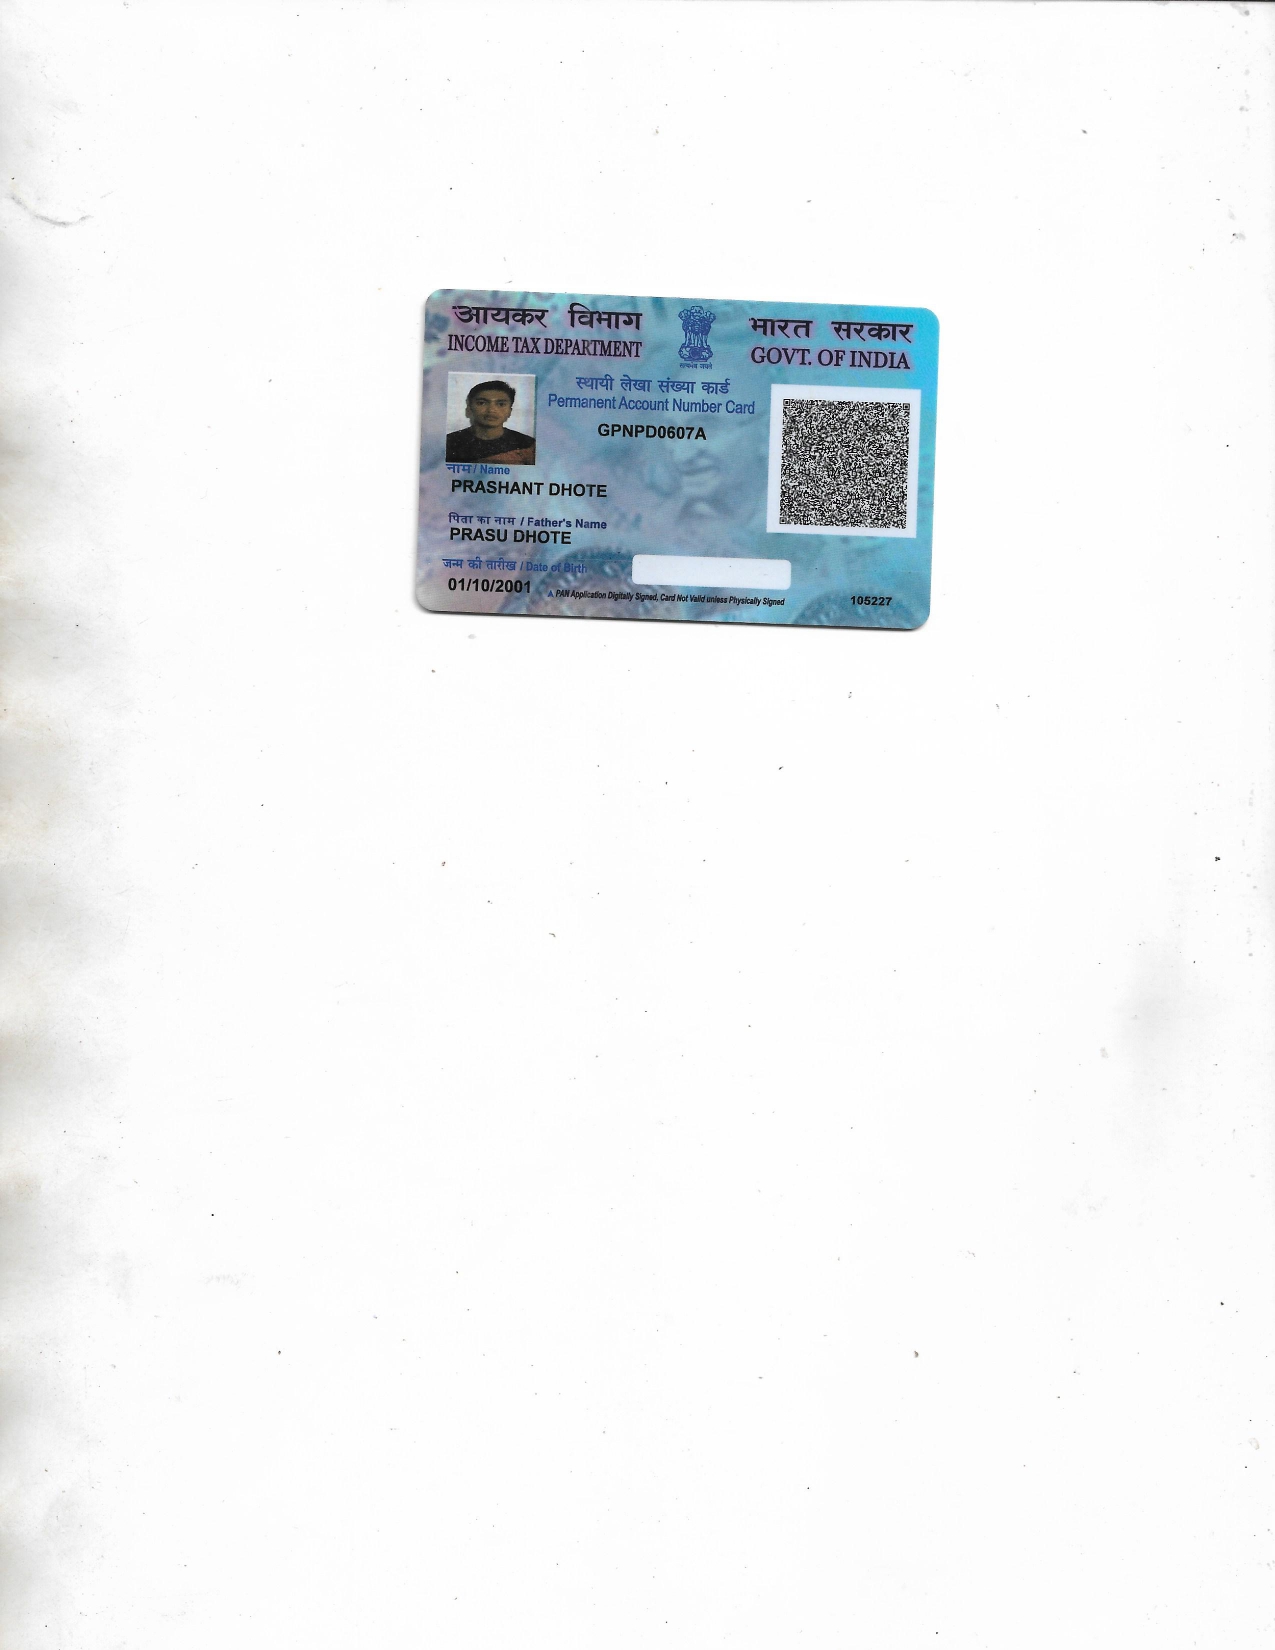 आयकर विभाग
INCOME TAX DEPARTMENT
सत्यमेव जयते
भारत सरकार
GOVT. OF INDIA
स्थायी लेखा संख्या कार्ड
Permanent Account Number Card
GPNPD0607A
नाम / Name
PRASHANT DHOTE
पिता का नाम / Father's Name
PRASU DHOTE
जन्म की तारीख / Date of Birth
01/10/2001
PAN Application Digitally Signed, Card Not Valid unless Physically Signed
105227